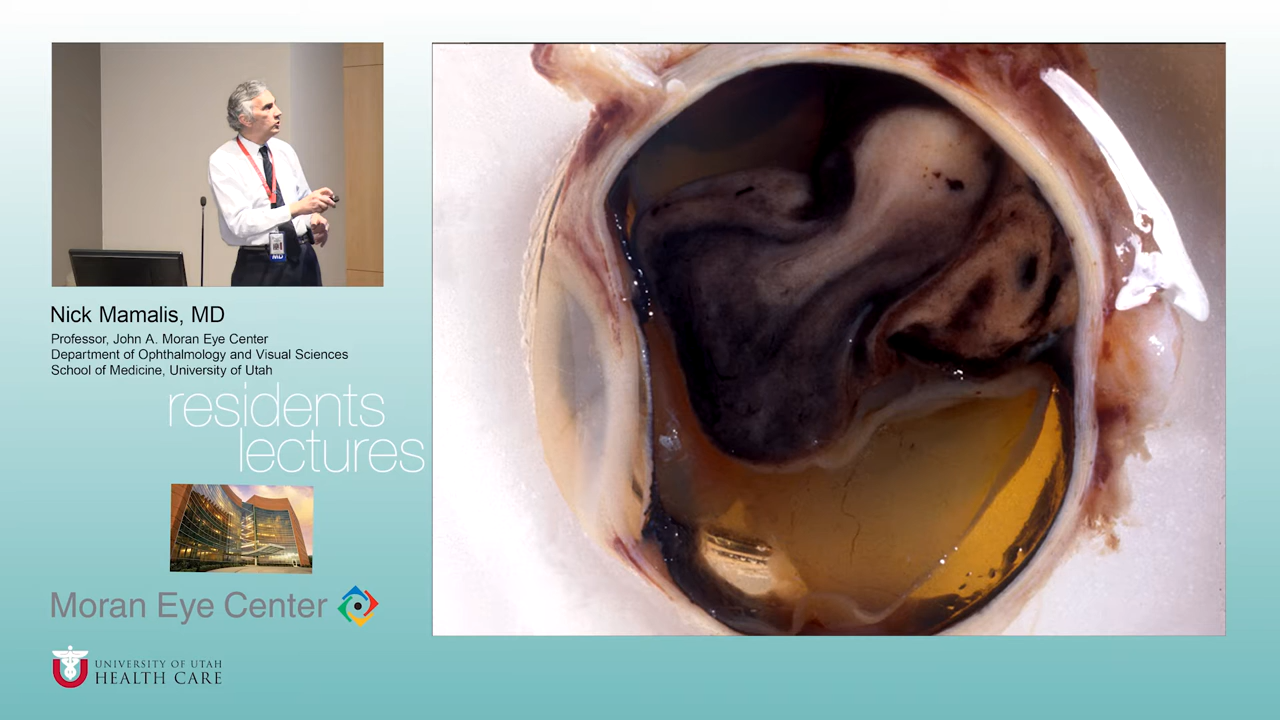 Nick Mamalis, MD
Professor, John A. Moran Eye Center
Department of Ophthalmology and Visual Sciences
School of Medicine, University of Utah
residents
lectures
Moran Eye Center
UNIVERSITY OF UTAH
HEALTH CARE
MD